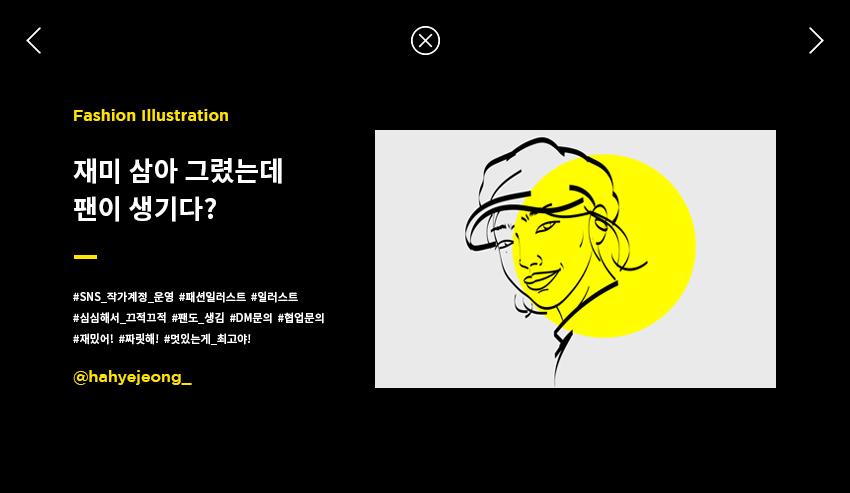 Fashion Illustration
재미 삼아 그렸는데
팬이 생기다?
#SNS_작가계정_운영 #패션일러스트 #일러스트
#심심해서_끄적끄적 #팬도_생김 #DM문의 #협업문의
#재밌어! #짜릿해! #멋있는게_최고야!
@hahyejeong_